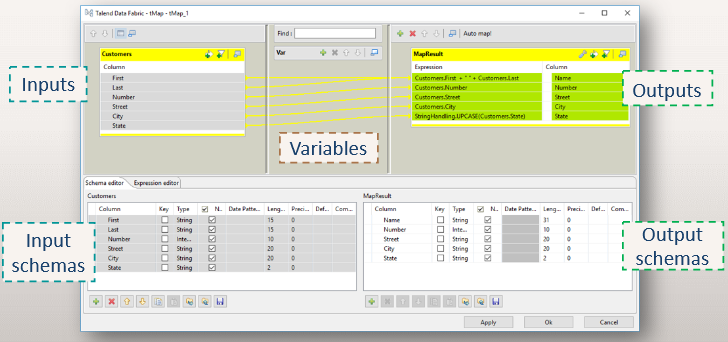 Talend Data Fabric - tMap - tMap_1
Find :
Auto map!
Customers
Var
MapResult
Column
Expression Column
First
Last
Number
Street
City
State
Customers.First + " " + Customers.Last Name
Customers.Number Number
Customers.Street Street
Customers.City City
StringHandling.UPCASE(Customers.State) State
Inputs
Outputs
Variables
Schema editor Expression editor
Customers
Column Key Type N... Date Patte... Leng... Preci... Def... Com...
First String 15 0
Last String 15 0
Number Inte... 10 0
Street String 20 0
City String 20 0
State String 2 0
MapResult
Column Key Type N... Date Patte... Leng... Preci... Def... Com...
Name String 31 0
Number Inte... 10 0
Street String 20 0
City String 20 0
State String 2 0
Input
schemas
Output
schemas
Apply Ok Cancel